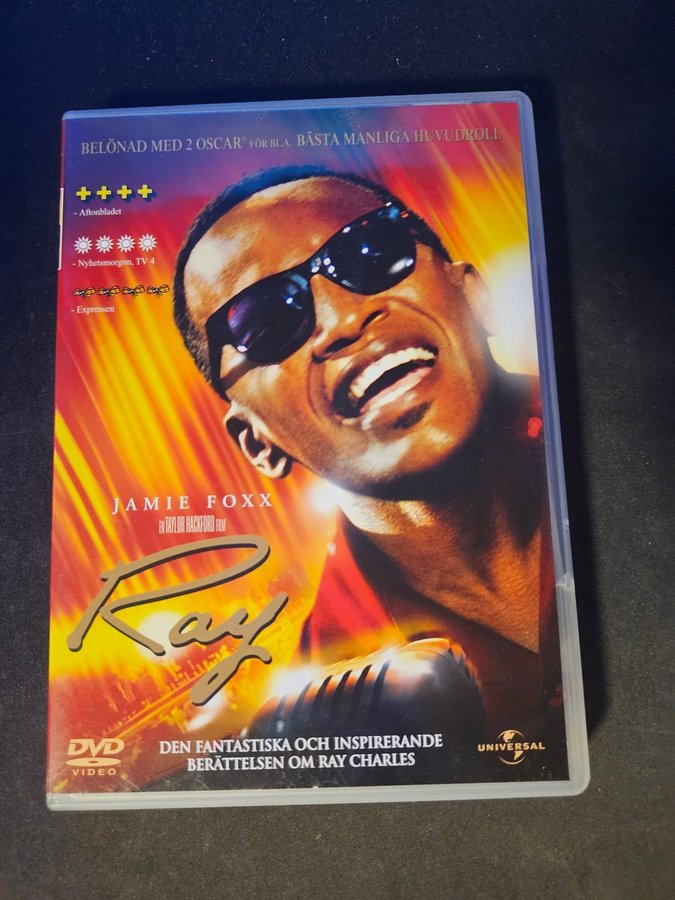 BELÖNAD MED 2 OSCAR® FÖR BL.A. BÄSTA MANLIGA HUVUDROLL
- Aftonbladet
- Nyhetsmorgon, TV 4
- Expressen
JAMIE FOXX
EN TAYLOR HACKFORD FILM
Ray
DEN FANTASTISKA OCH INSPIRERANDE
BERÄTTELSEN OM RAY CHARLES
DVD
VIDEO
UNIVERSAL